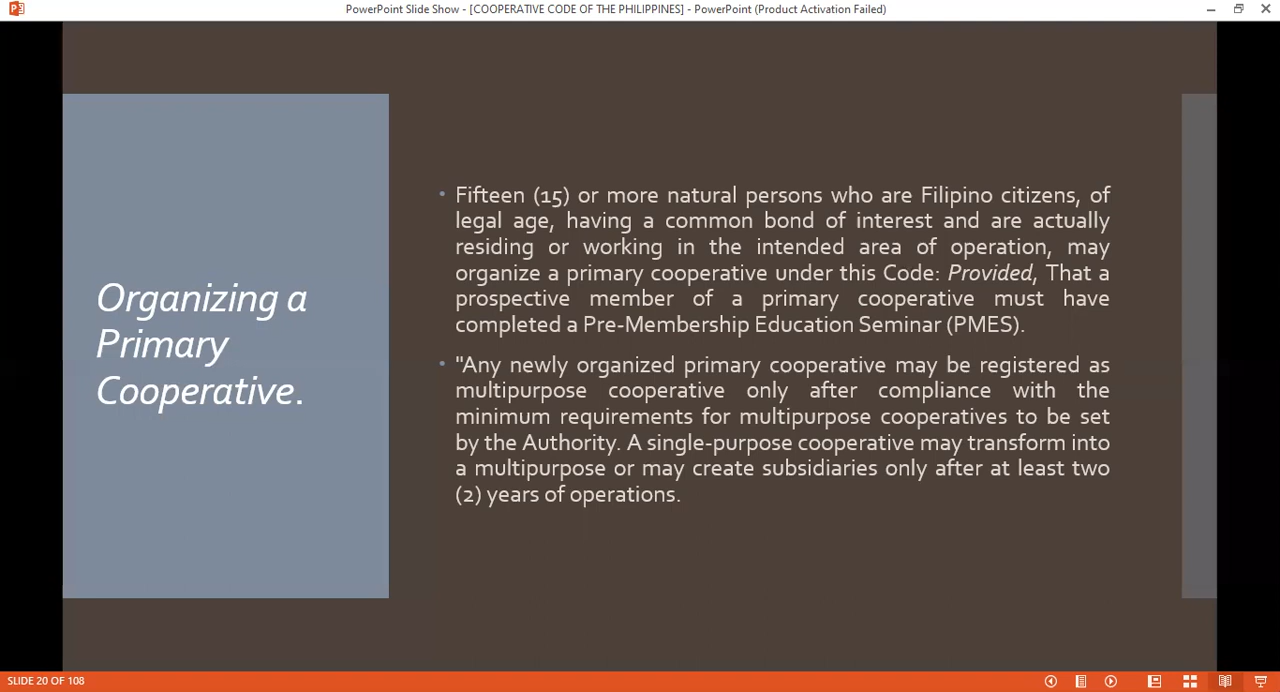 PowerPoint Slide Show - [COOPERATIVE CODE OF THE PHILIPPINES] - PowerPoint (Product Activation Failed)
Organizing a
Primary
Cooperative.
• Fifteen (15) or more natural persons who are Filipino citizens, of
legal age, having a common bond of interest and are actually
residing or working in the intended area of operation, may
organize a primary cooperative under this Code: Provided, That a
prospective member of a primary cooperative must have
completed a Pre-Membership Education Seminar (PMES).
• "Any newly organized primary cooperative may be registered as
multipurpose cooperative only after compliance with the
minimum requirements for multipurpose cooperatives to be set
by the Authority. A single-purpose cooperative may transform into
a multipurpose or may create subsidiaries only after at least two
(2) years of operations.
SLIDE 20 OF 108